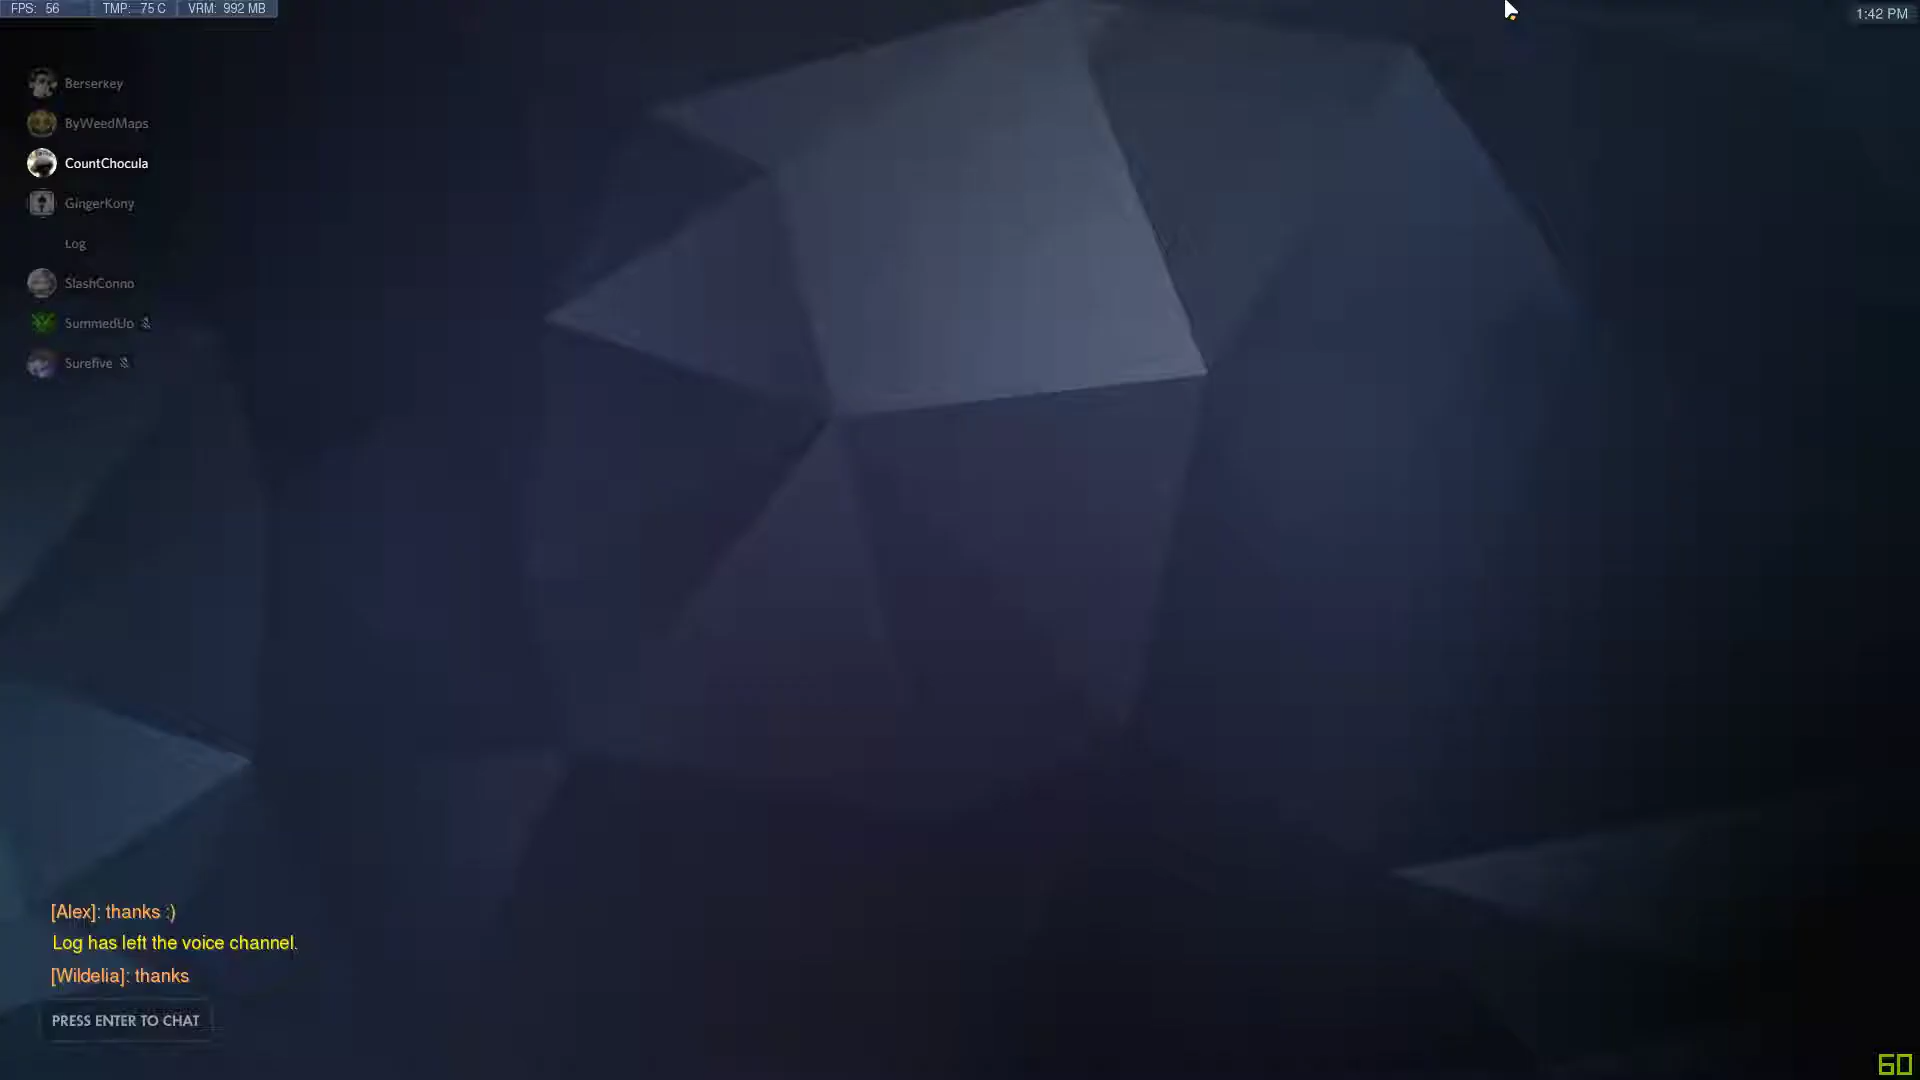 FPS: 56 TMP: 75 C VRM: 992 MB
1:42 PM
Berserkey
ByWeedMaps
CountChocula
GingerKony
Log
SlashConno
SummedUo
Surefive
[Alex]: thanks :)
Log has left the voice channel.
[Wildelia]: thanks
PRESS ENTER TO CHAT
60